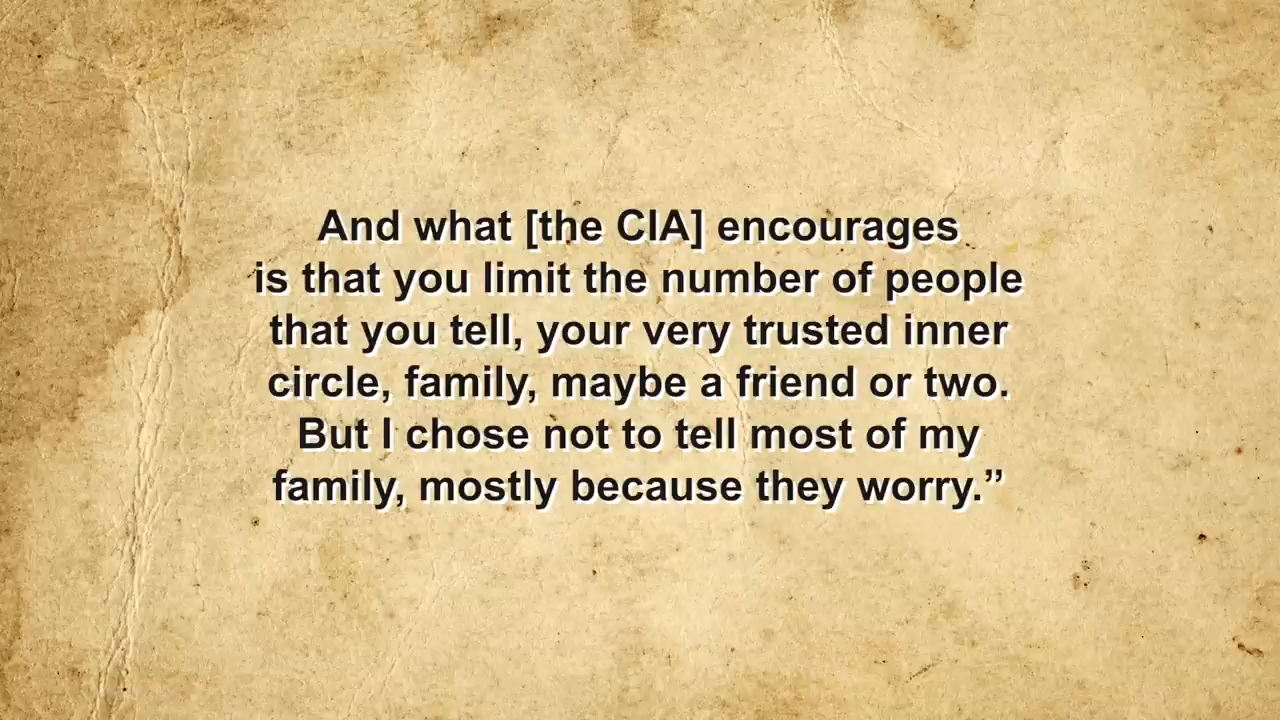 And what [the CIA] encourages
is that you limit the number of people
that you tell, your very trusted inner
circle, family, maybe a friend or two.
But I chose not to tell most of my
family, mostly because they worry.”